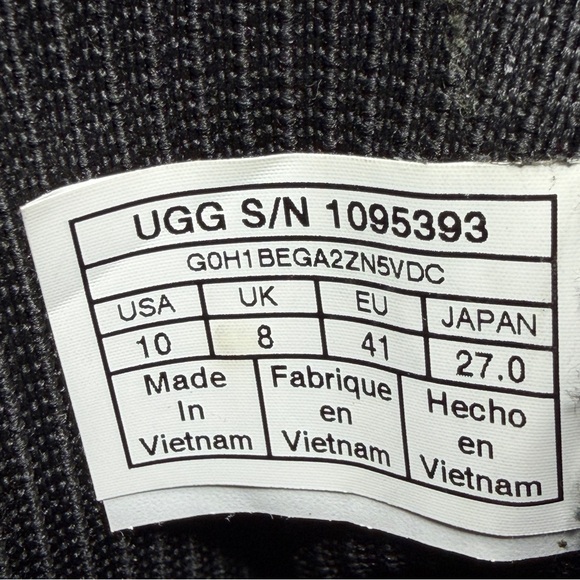 UGG S/N 1095393
G0H1BEGA2ZN5VDC
USA UK EU JAPAN
10 8 41 27.0
Made Fabrique Hecho
In en en
Vietnam Vietnam Vietnam